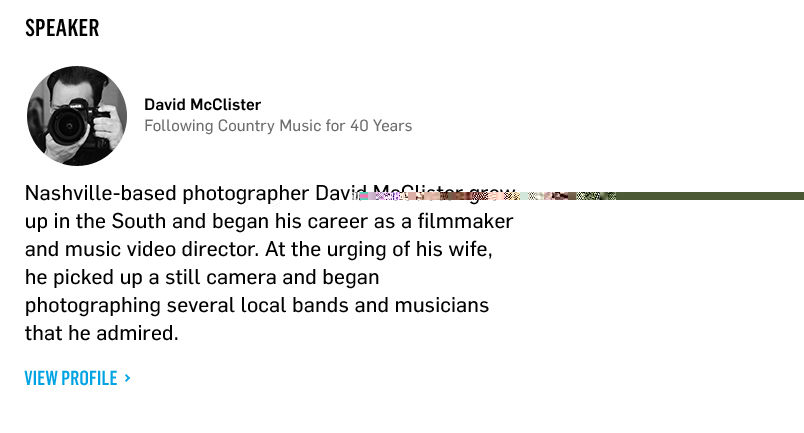 SPEAKER
David McClister
Following Country Music for 40 Years
Nashville-based photographer David McClister grew
up in the South and began his career as a filmmaker
and music video director. At the urging of his wife,
he picked up a still camera and began
photographing several local bands and musicians
that he admired.
VIEW PROFILE >